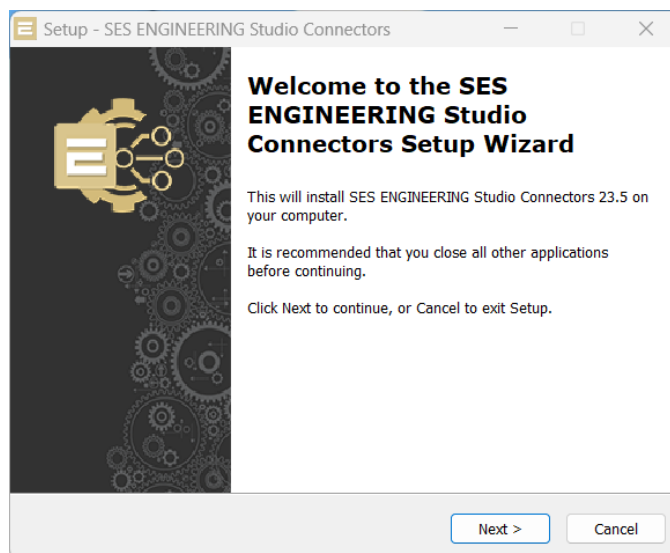 Setup - SES ENGINEERING Studio Connectors
Welcome to the SES
ENGINEERING Studio
Connectors Setup Wizard
This will install SES ENGINEERING Studio Connectors 23.5 on
your computer.
It is recommended that you close all other applications
before continuing.
Click Next to continue, or Cancel to exit Setup.
Next >
Cancel